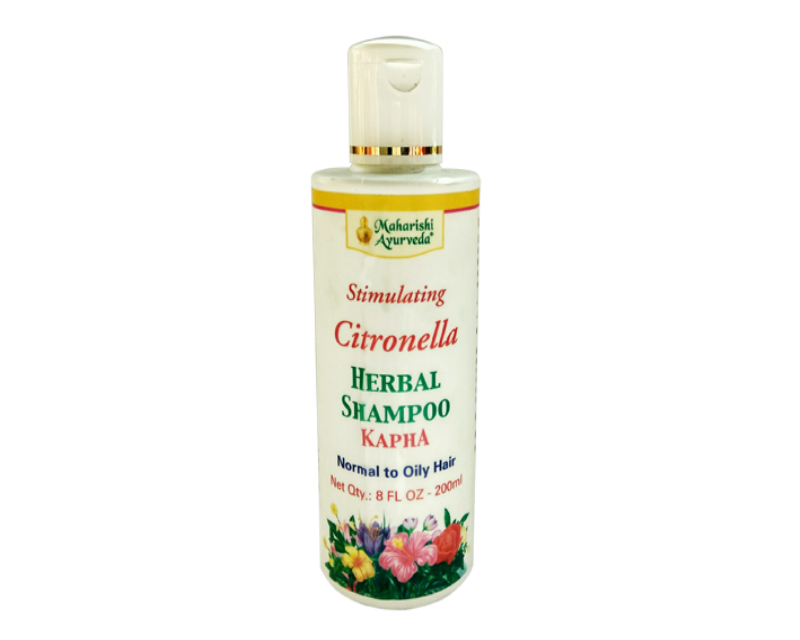 Maharishi
Ayurveda®
Stimulating
Citronella
HERBAL
SHAMPOO
KAPHA
Normal to Oily Hair
Net Qty.: 8 FL OZ - 200ml